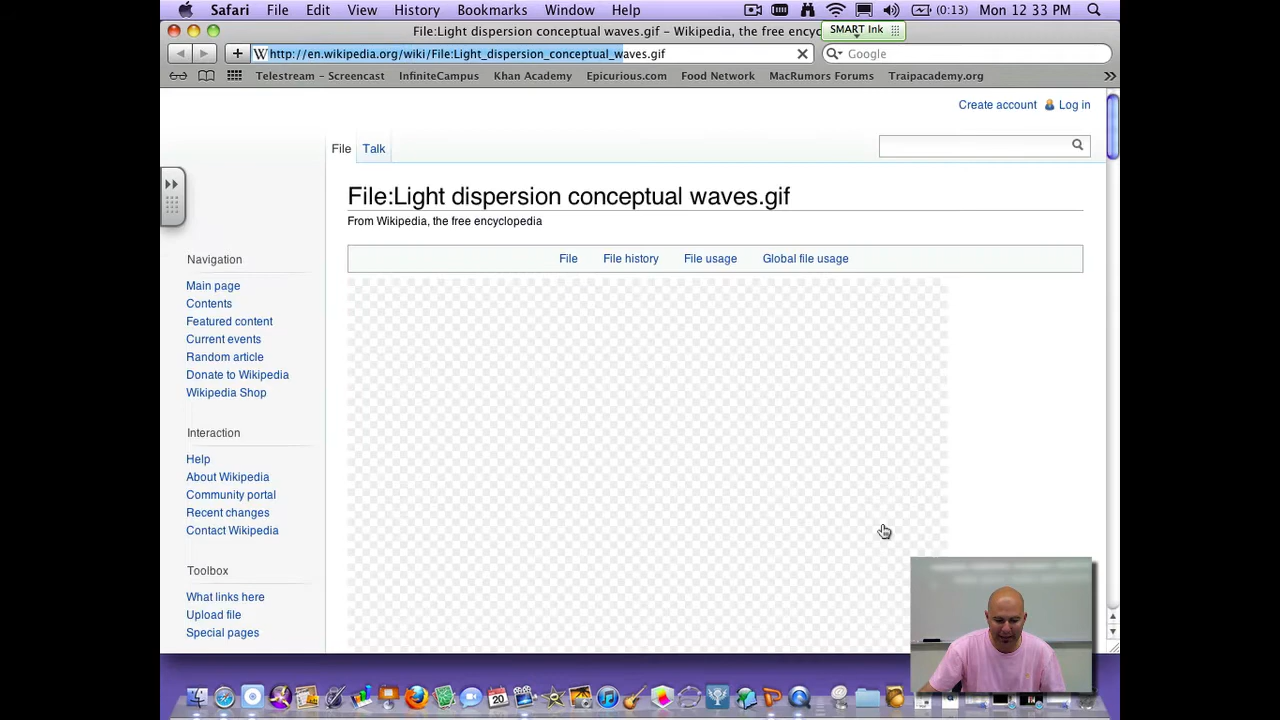 Safari File Edit View History Bookmarks Window Help (0:13) Mon 12 33 PM
File:Light dispersion conceptual waves.gif – Wikipedia, the free ency
SMART Ink
http://en.wikipedia.org/wiki/File:Light_dispersion_conceptual_waves.gif
Google
Telestream - Screencast InfiniteCampus Khan Academy Epicurious.com Food Network MacRumors Forums Traipacademy.org
Create account Log in
File Talk
File:Light dispersion conceptual waves.gif
From Wikipedia, the free encyclopedia
File File history File usage Global file usage
Navigation
Main page
Contents
Featured content
Current events
Random article
Donate to Wikipedia
Wikipedia Shop
Interaction
Help
About Wikipedia
Community portal
Recent changes
Contact Wikipedia
Toolbox
What links here
Upload file
Special pages
20